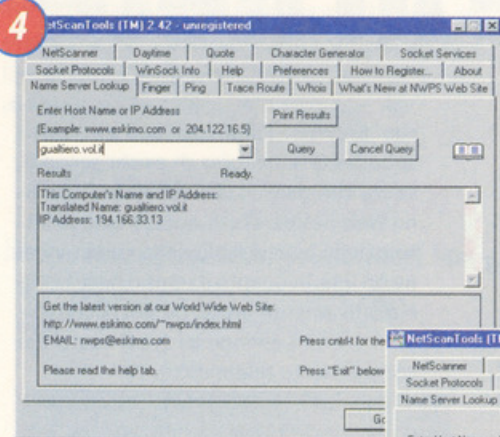 4
etScanTools (TM) 2.42 - unregistered
NetScanner Daytime Quote Character Generator Socket Services
Socket Protocols WinSock Info Help Preferences How to Register... About
Name Server Lookup Finger Ping Trace Route Whois What's New at NWPS Web Site
Enter Host Name or IP Address
(Example: www.eskimo.com or 204.122.16.5)
Print Results
gualtiero.vol.it
Query Cancel Query
Results Ready.
This Computer's Name and IP Address:
Translated Name: gualtiero.vol.it
IP Address: 194.166.33.13
Get the latest version at our World Wide Web Site:
http://www.eskimo.com/~nwps/index.html
EMAIL: nwps@eskimo.com Press cntrl-t for the
Please read the help tab. Press "Exit" below
NetScanTools (T
NetScanner
Socket Protocols
Name Server Lookup